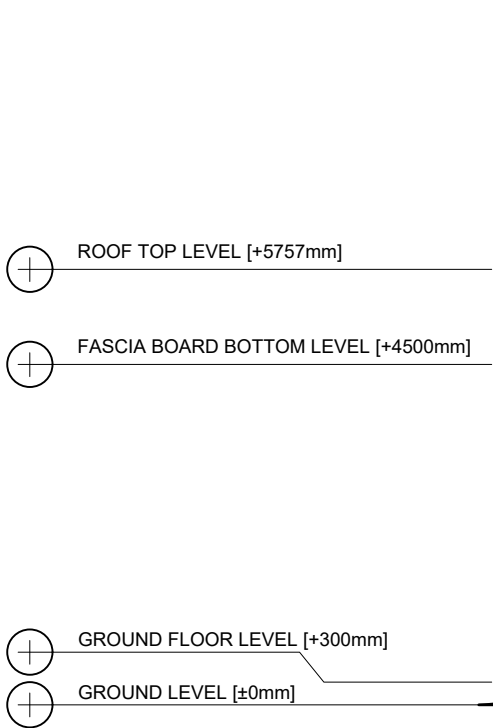 ROOF TOP LEVEL [+5757mm]
FASCIA BOARD BOTTOM LEVEL [+4500mm]
GROUND FLOOR LEVEL [+300mm]
GROUND LEVEL [±0mm]